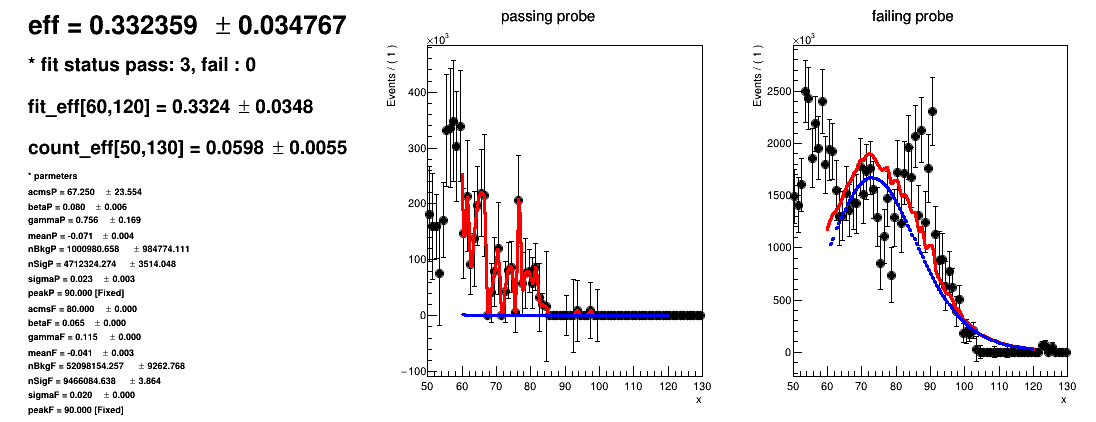 eff = 0.332359 ± 0.034767
* fit status pass: 3, fail : 0
fit_eff[60,120] = 0.3324 ± 0.0348
count_eff[50,130] = 0.0598 ± 0.0055
* parmeters
acmsP = 67.250 ± 23.554
betaP = 0.080 ± 0.006
gammaP = 0.756 ± 0.169
meanP = -0.071 ± 0.004
nBkgP = 1000980.658 ± 984774.111
nSigP = 4712324.274 ± 3514.048
sigmaP = 0.023 ± 0.003
peakP = 90.000 [Fixed]
acmsF = 80.000 ± 0.000
betaF = 0.065 ± 0.000
gammaF = 0.115 ± 0.000
meanF = -0.041 ± 0.003
nBkgF = 52098154.257 ± 9262.768
nSigF = 9466084.638 ± 3.864
sigmaF = 0.020 ± 0.000
peakF = 90.000 [Fixed]
passing probe
×10³
Events / ( 1 )
400
300
200
100
0
−100
50 60 70 80 90 100 110 120 130
x
failing probe
×10³
Events / ( 1 )
2500
2000
1500
1000
500
0
50 60 70 80 90 100 110 120 130
x